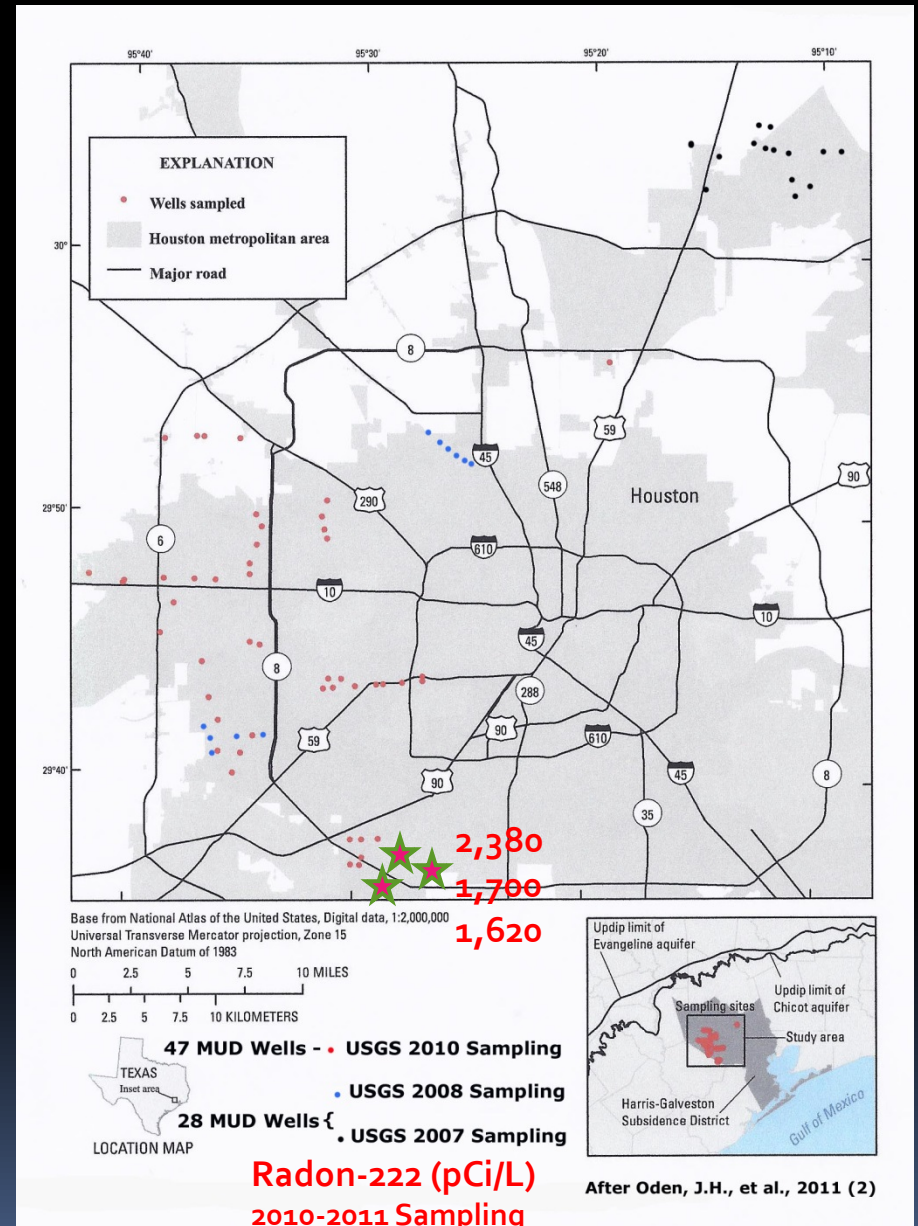 95°40'
95°30'
95°20'
95°10'
EXPLANATION
Wells sampled
Houston metropolitan area
Major road
30°
8
59
45
90
548
290
Houston
29°50'
6
610
10
10
45
8
288
59
90
610
29°40'
90
45
8
35
2,380
1,700
1,620
Base from National Atlas of the United States, Digital data, 1:2,000,000
Universal Transverse Mercator projection, Zone 15
North American Datum of 1983
0 2.5 5 7.5 10 MILES
0 2.5 5 7.5 10 KILOMETERS
47 MUD Wells - • USGS 2010 Sampling
• USGS 2008 Sampling
28 MUD Wells {
• USGS 2007 Sampling
TEXAS
Inset area
LOCATION MAP
Updip limit of
Evangeline aquifer
Updip limit of
Chicot aquifer
Sampling sites
Study area
Harris-Galveston
Subsidence District
Gulf of Mexico
Radon-222 (pCi/L)
2010-2011 Sampling
After Oden, J.H., et al., 2011 (2)